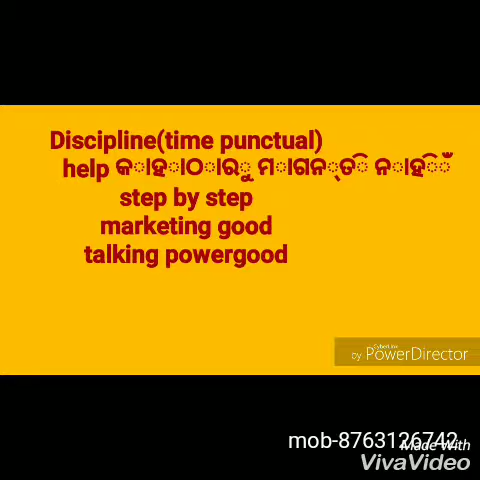 Discipline(time punctual)
help କାହାଠାରୁ ମାଗନ୍ତି ନାହିଁ
step by step
marketing good
talking powergood
CyberLink
by PowerDirector
mob-8763126742
Made With
VivaVideo